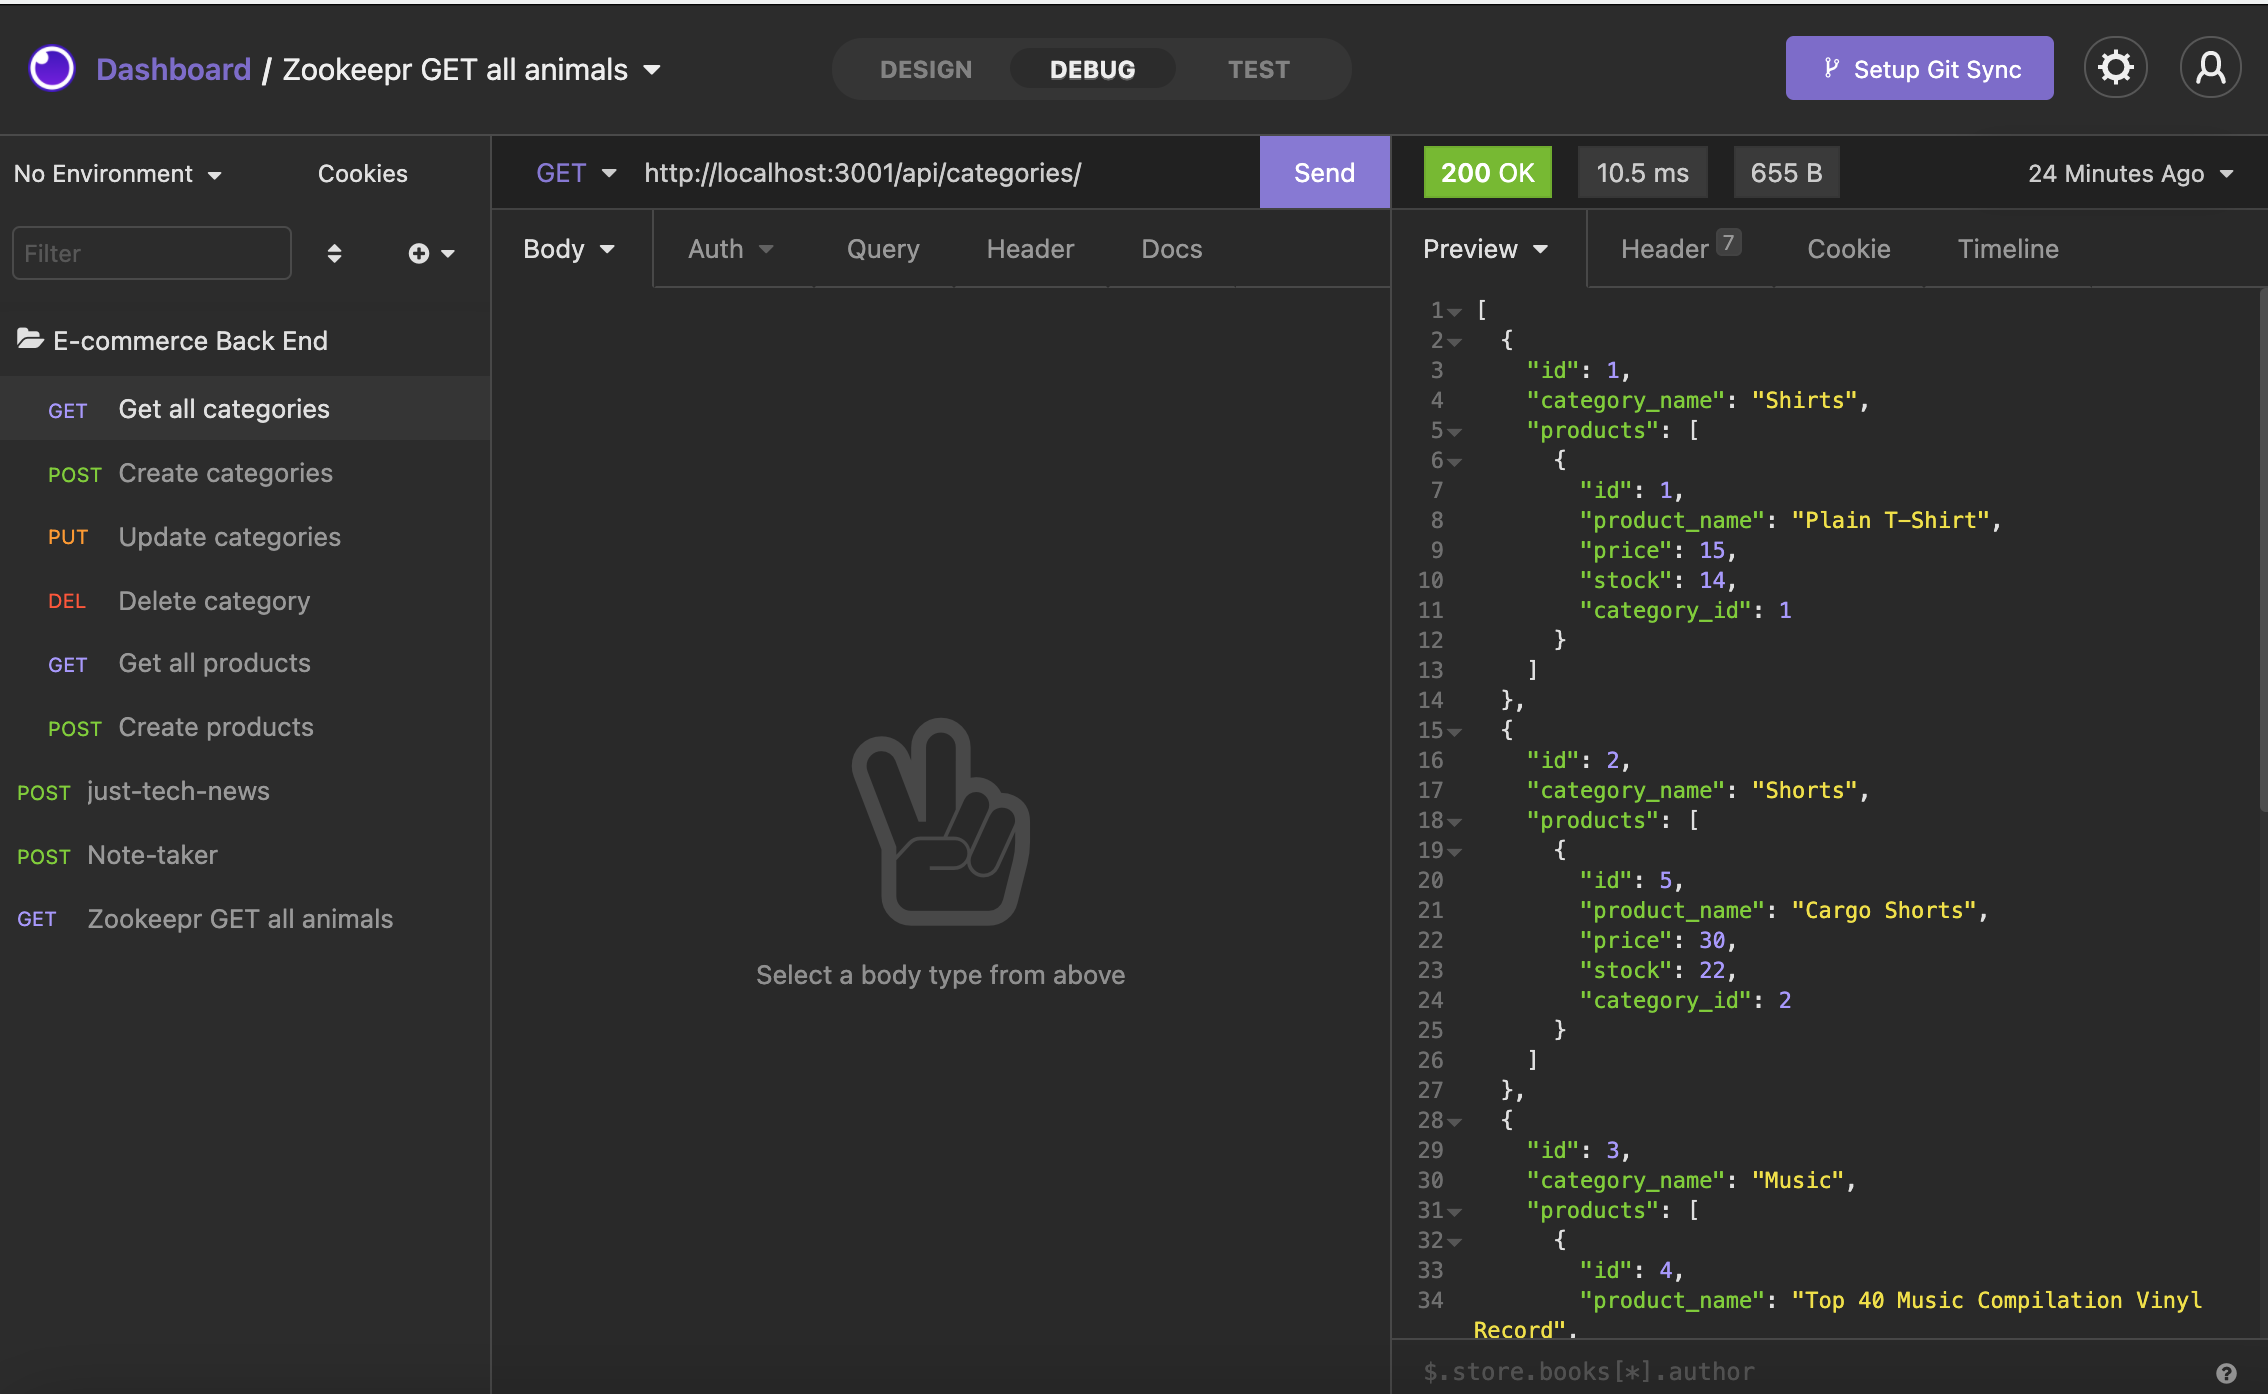 Dashboard / Zookeepr GET all animals
DESIGN DEBUG TEST
Setup Git Sync
No Environment Cookies
Filter
E-commerce Back End
GET Get all categories
POST Create categories
PUT Update categories
DEL Delete category
GET Get all products
POST Create products
POST just-tech-news
POST Note-taker
GET Zookeepr GET all animals
GET http://localhost:3001/api/categories/ Send
Body Auth Query Header Docs
Select a body type from above
200 OK 10.5 ms 655 B 24 Minutes Ago
Preview Header 7 Cookie Timeline
1 [
2 {
3 "id": 1,
4 "category_name": "Shirts",
5 "products": [
6 {
7 "id": 1,
8 "product_name": "Plain T-Shirt",
9 "price": 15,
10 "stock": 14,
11 "category_id": 1
12 }
13 ]
14 },
15 {
16 "id": 2,
17 "category_name": "Shorts",
18 "products": [
19 {
20 "id": 5,
21 "product_name": "Cargo Shorts",
22 "price": 30,
23 "stock": 22,
24 "category_id": 2
25 }
26 ]
27 },
28 {
29 "id": 3,
30 "category_name": "Music",
31 "products": [
32 {
33 "id": 4,
34 "product_name": "Top 40 Music Compilation Vinyl
Record",
$.store.books[*].author ?